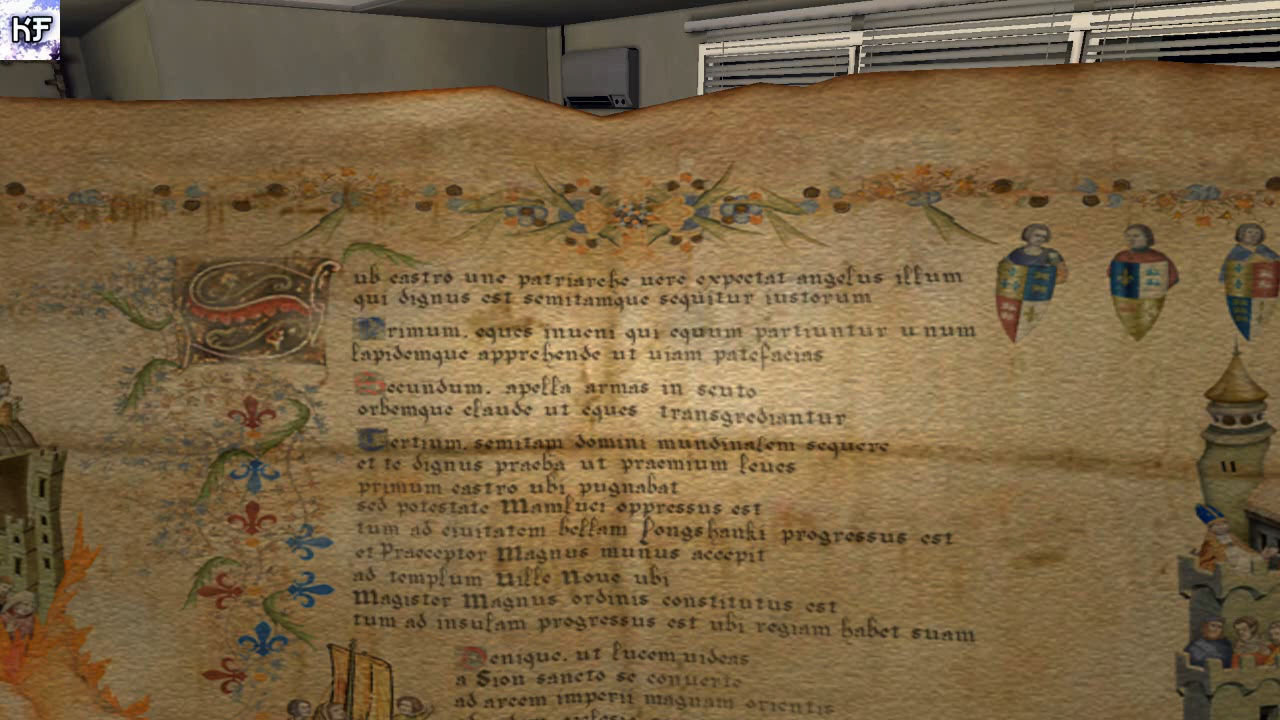 KF
Sub castro une patriarche uere expectat angelus illum
qui dignus est semitamque sequitur iustorum
Primum, eques inueni qui equum partiuntur unum
lapidemque apprehende ut uiam patefacias
Secundum, apella armas in scuto
orbemque claude ut eques transgrediantur
Tertium, semitam domini mundinalem sequere
et te dignus praeba ut praemium leues
primum castro ubi pugnabat
sed potestate Mamluci oppressus est
tum ad ciuitatem bellam Longshanki progressus est
et Praeceptor Magnus munus accepit
ad templum Uille Noue ubi
Magister Magnus ordinis constitutus est
tum ad insulam progressus est ubi regiam habet suam
Denique, ut lucem uideas
a Sion sancto se conuerte
ad arcem imperii magnam orientis